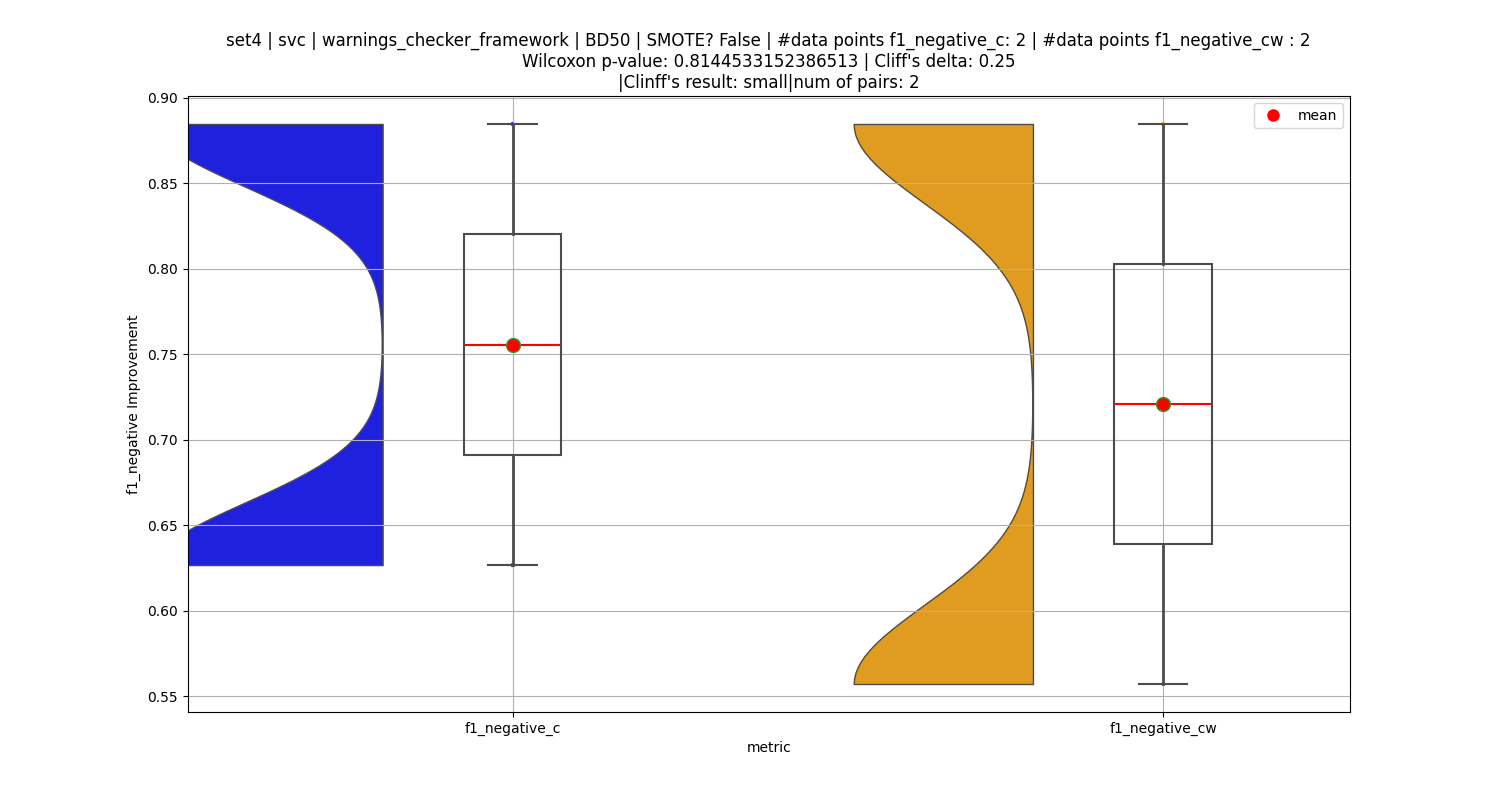 set4 | svc | warnings_checker_framework | BD50 | SMOTE? False | #data points f1_negative_c: 2 | #data points f1_negative_cw : 2
Wilcoxon p-value: 0.8144533152386513 | Cliff's delta: 0.25
|Clinff's result: small|num of pairs: 2
mean
0.90
0.85
0.80
0.75
0.70
0.65
0.60
0.55
f1_negative Improvement
f1_negative_c
f1_negative_cw
metric